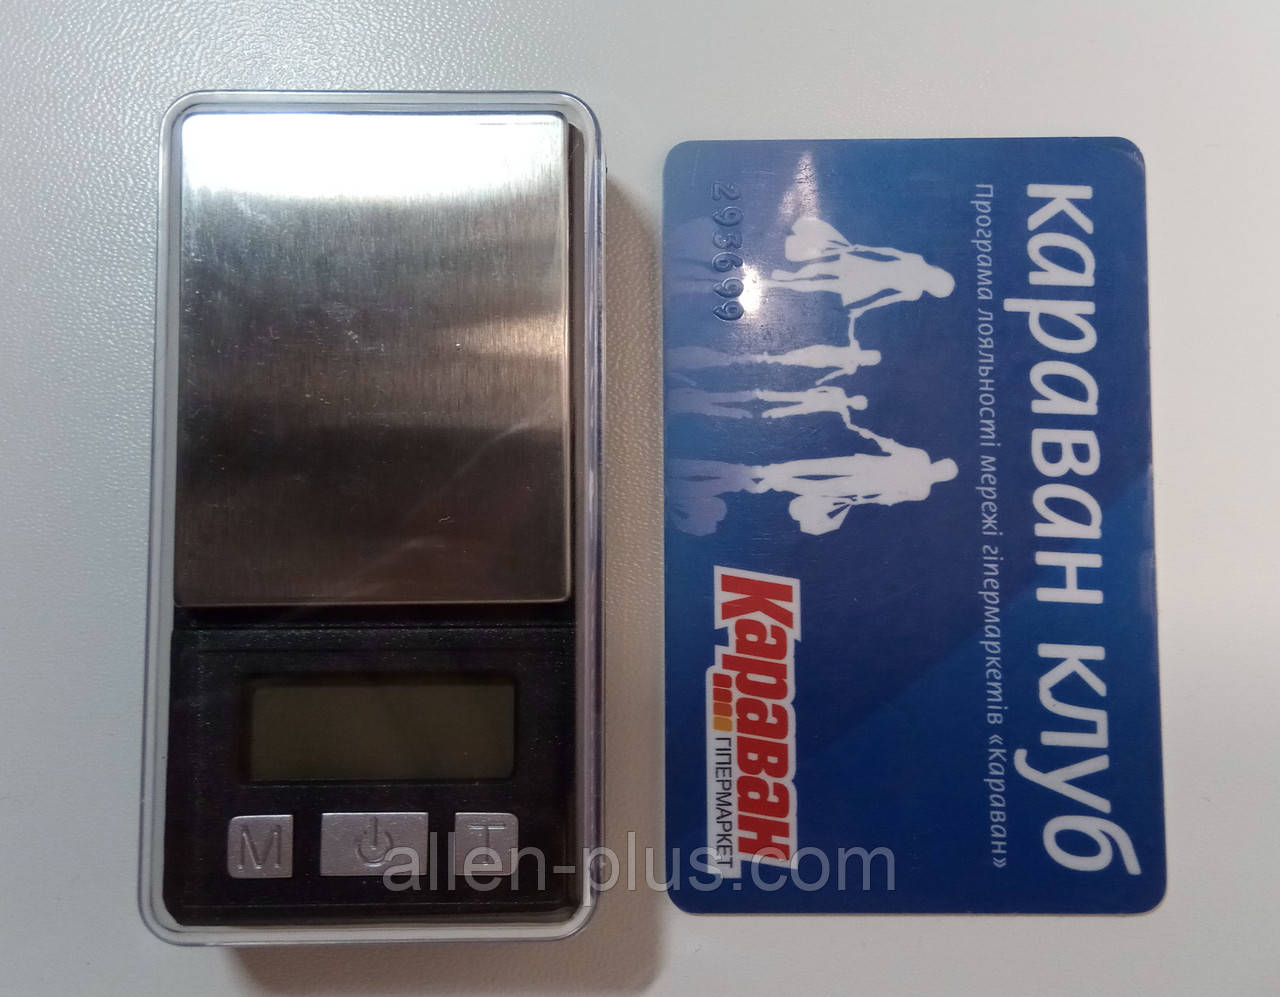 караван клуб
Програма лояльності мережі гіпермаркетів «Караван»
293699
Караван
ГІПЕРМАРКЕТ
M
T
allen-plus.com